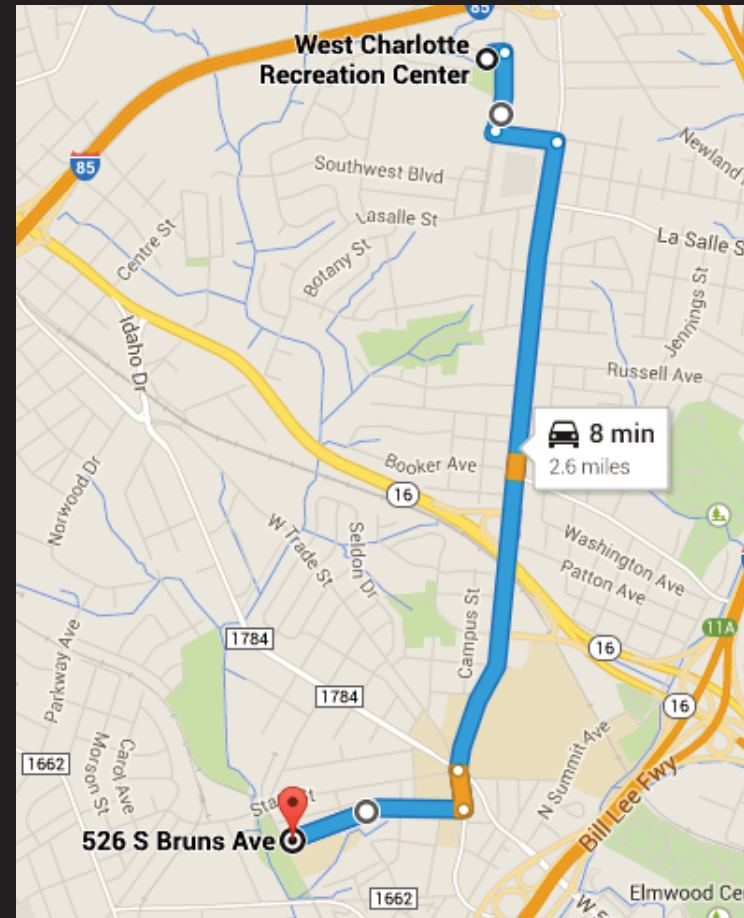 85
West Charlotte
Recreation Center
85
Southwest Blvd
Newland
Lasalle St
La Salle S
Centre St
Botany St
Jennings St
Idaho Dr
Russell Ave
8 min
2.6 miles
Booker Ave
16
Norwood Dr
W Trade St
Seldon Dr
Washington Ave
Patton Ave
Campus St
11A
1784
16
Parkway Ave
1784
16
1662
Morson St
Carol Ave
N Summit Ave
Bill Lee Fwy
526 S Bruns Ave
1662
Elmwood Ce